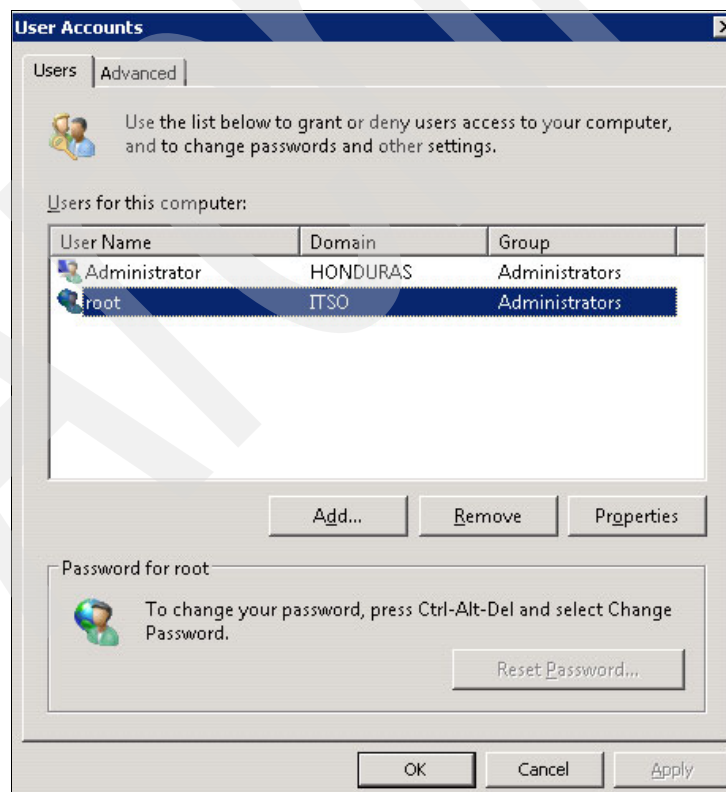 User Accounts
Users
Advanced
Use the list below to grant or deny users access to your computer,
and to change passwords and other settings.
Users for this computer:
User Name Domain Group
Administrator HONDURAS Administrators
root ITSO Administrators
Add... Remove Properties
Password for root
To change your password, press Ctrl-Alt-Del and select Change
Password.
Reset Password...
OK Cancel Apply